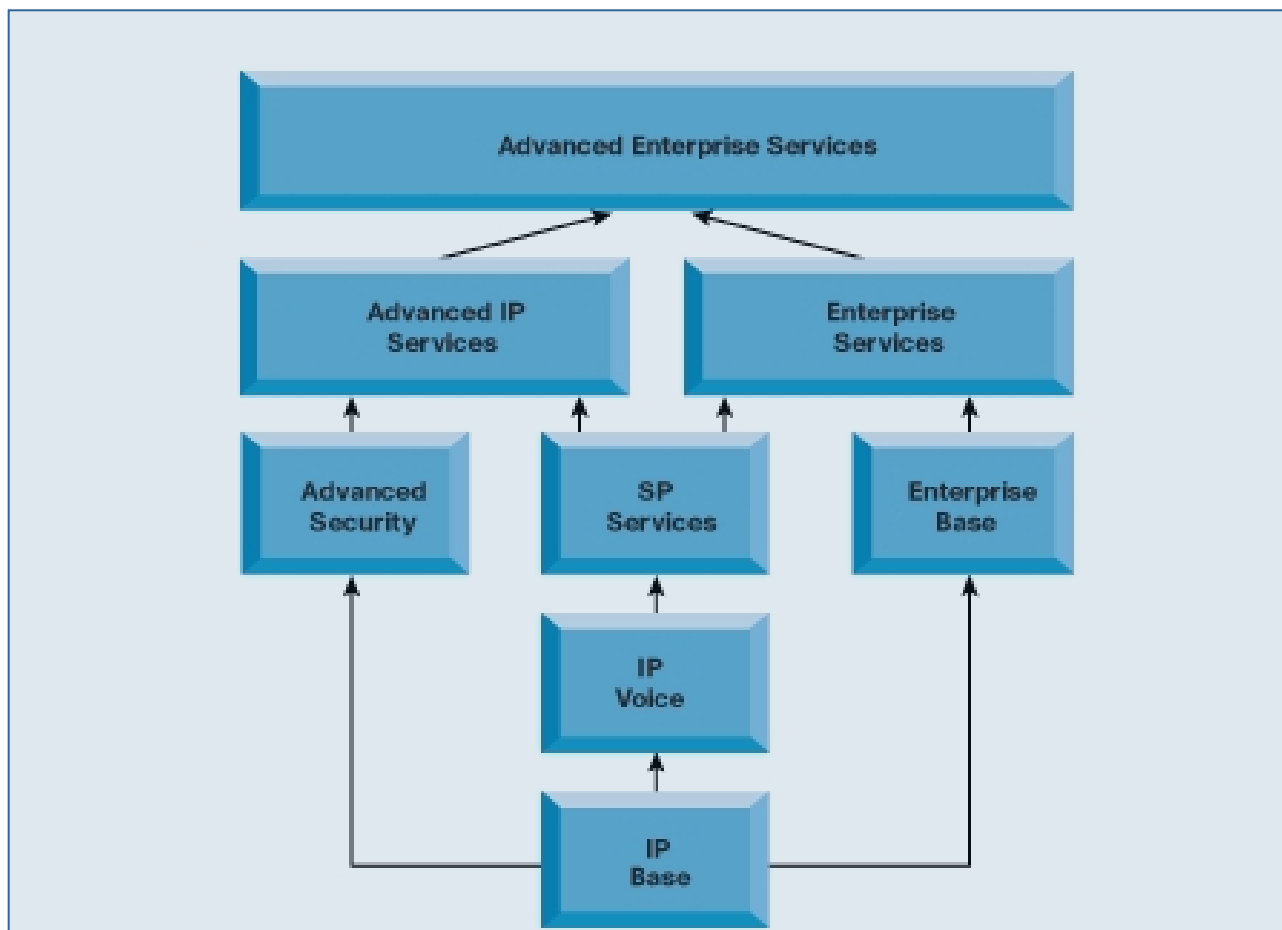 Advanced Enterprise Services
Advanced IP
Services
Enterprise
Services
Advanced
Security
SP
Services
Enterprise
Base
IP
Voice
IP
Base